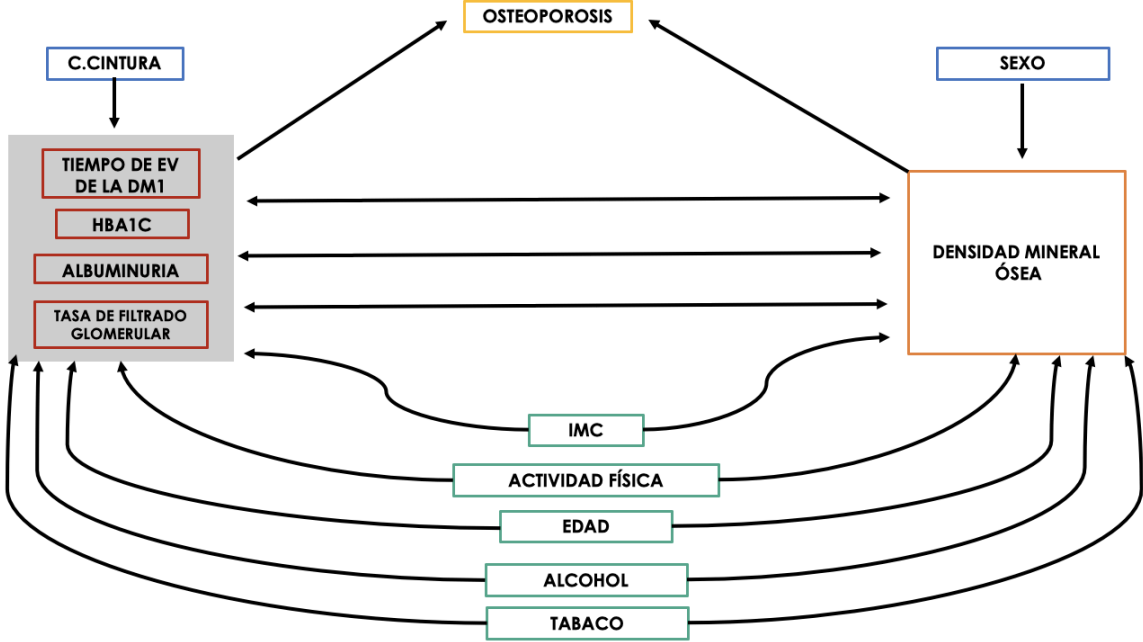 OSTEOPOROSIS
C.CINTURA
SEXO
TIEMPO DE EV
DE LA DM1
HBA1C
ALBUMINURIA
TASA DE FILTRADO
GLOMERULAR
DENSIDAD MINERAL
ÓSEA
IMC
ACTIVIDAD FÍSICA
EDAD
ALCOHOL
TABACO